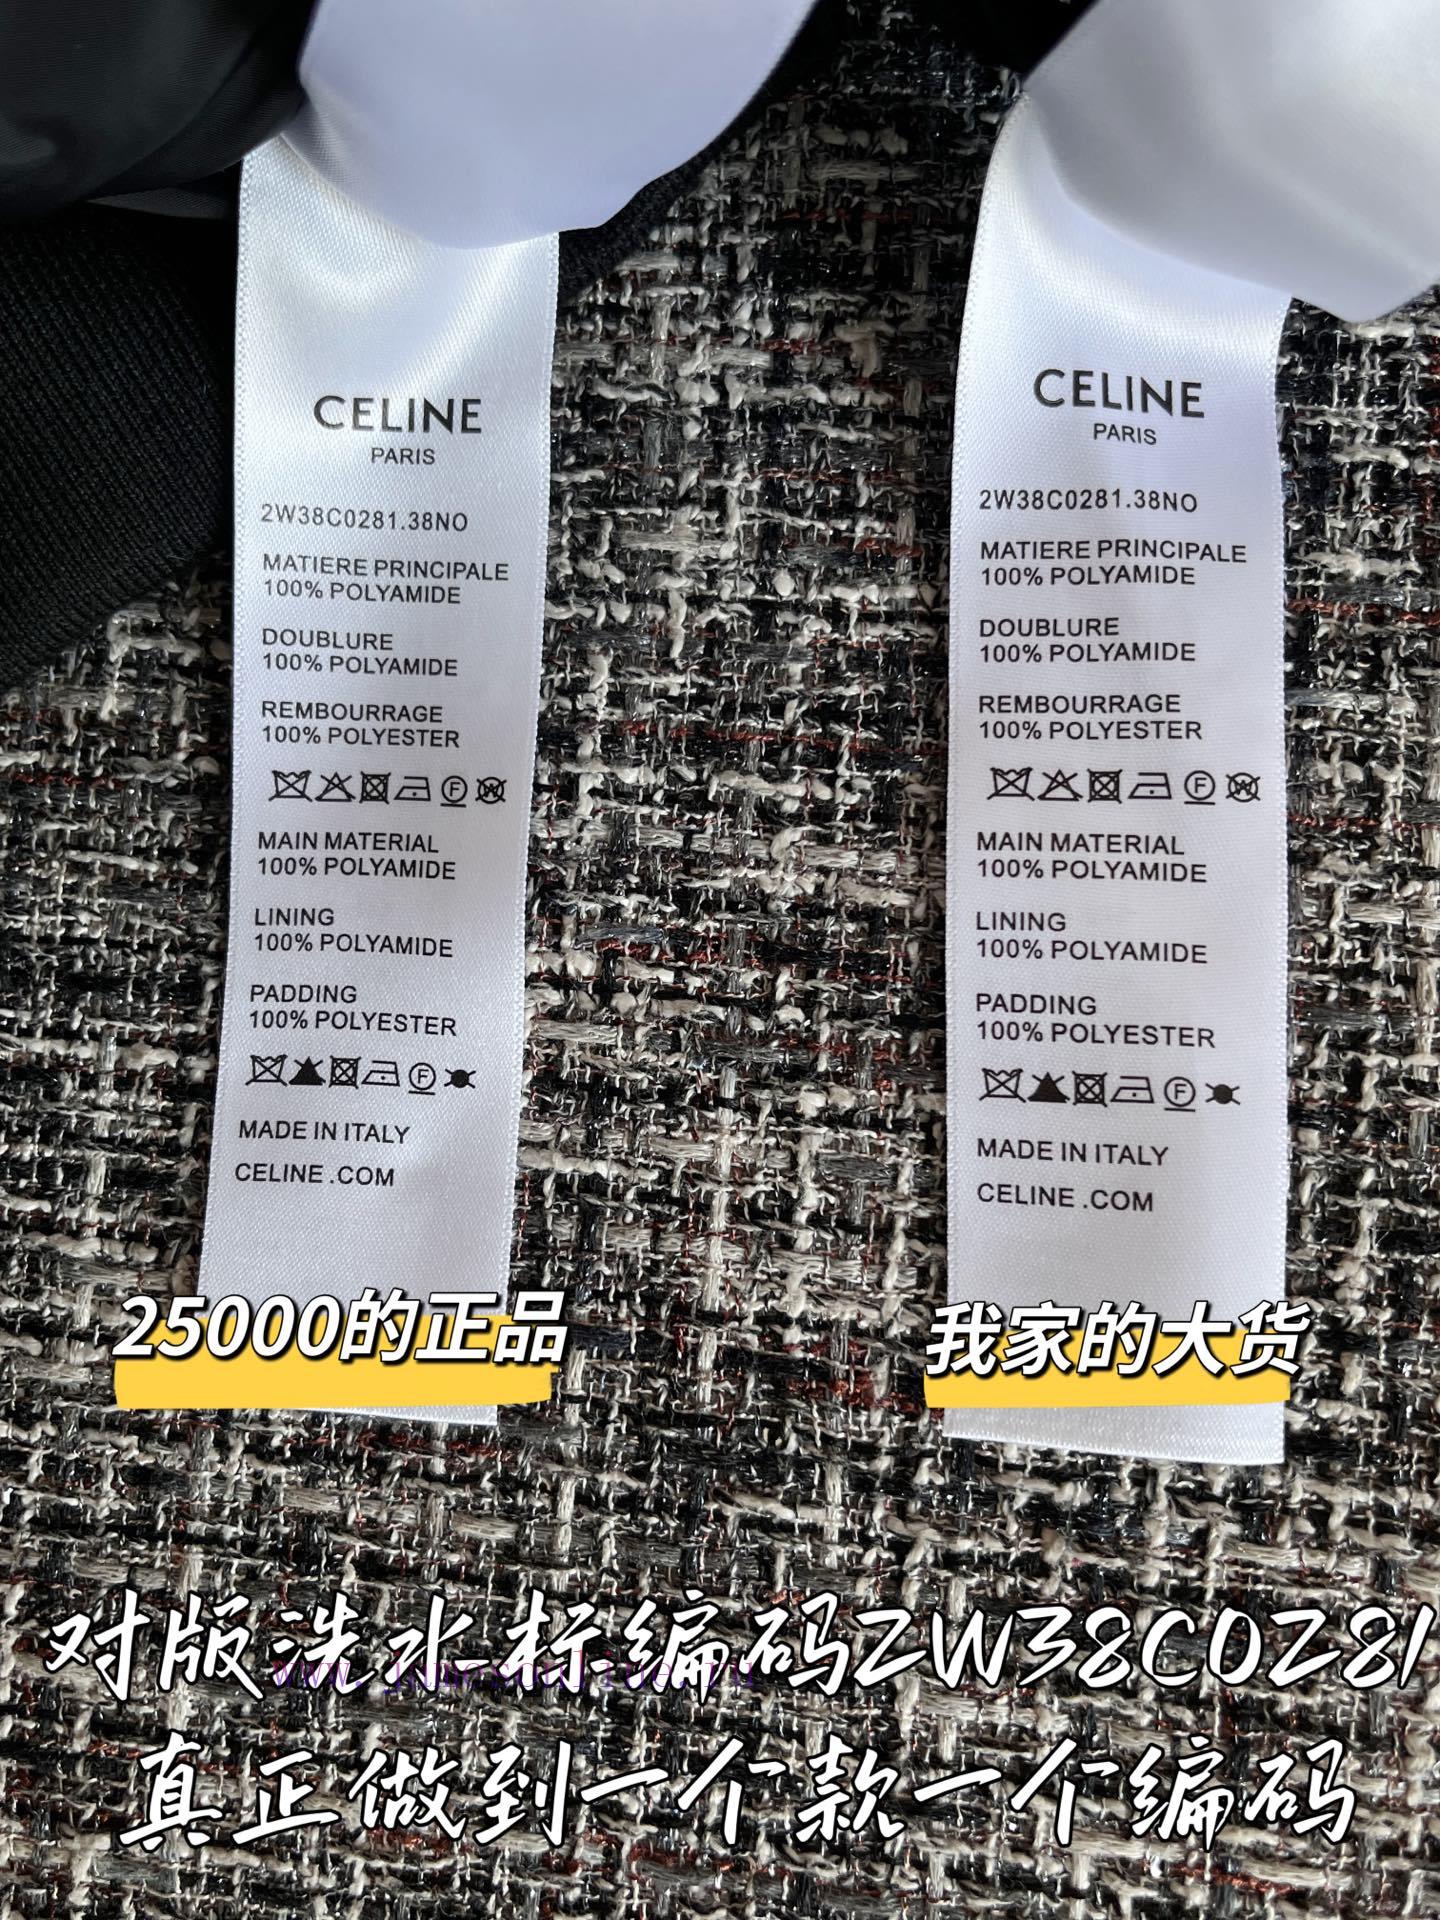 CELINE
PARIS
2W38C0281.38NO
MATIERE PRINCIPALE
100% POLYAMIDE
DOUBLURE
100% POLYAMIDE
REMBOURRAGE
100% POLYESTER
F W
MAIN MATERIAL
100% POLYAMIDE
LINING
100% POLYAMIDE
PADDING
100% POLYESTER
F
MADE IN ITALY
CELINE .COM
25000的正品
CELINE
PARIS
2W38C0281.38NO
MATIERE PRINCIPALE
100% POLYAMIDE
DOUBLURE
100% POLYAMIDE
REMBOURRAGE
100% POLYESTER
F W
MAIN MATERIAL
100% POLYAMIDE
LINING
100% POLYAMIDE
PADDING
100% POLYESTER
F
MADE IN ITALY
CELINE .COM
我家的大货
对版洗水标编码2W38C0281
真正做到一个款一个编码